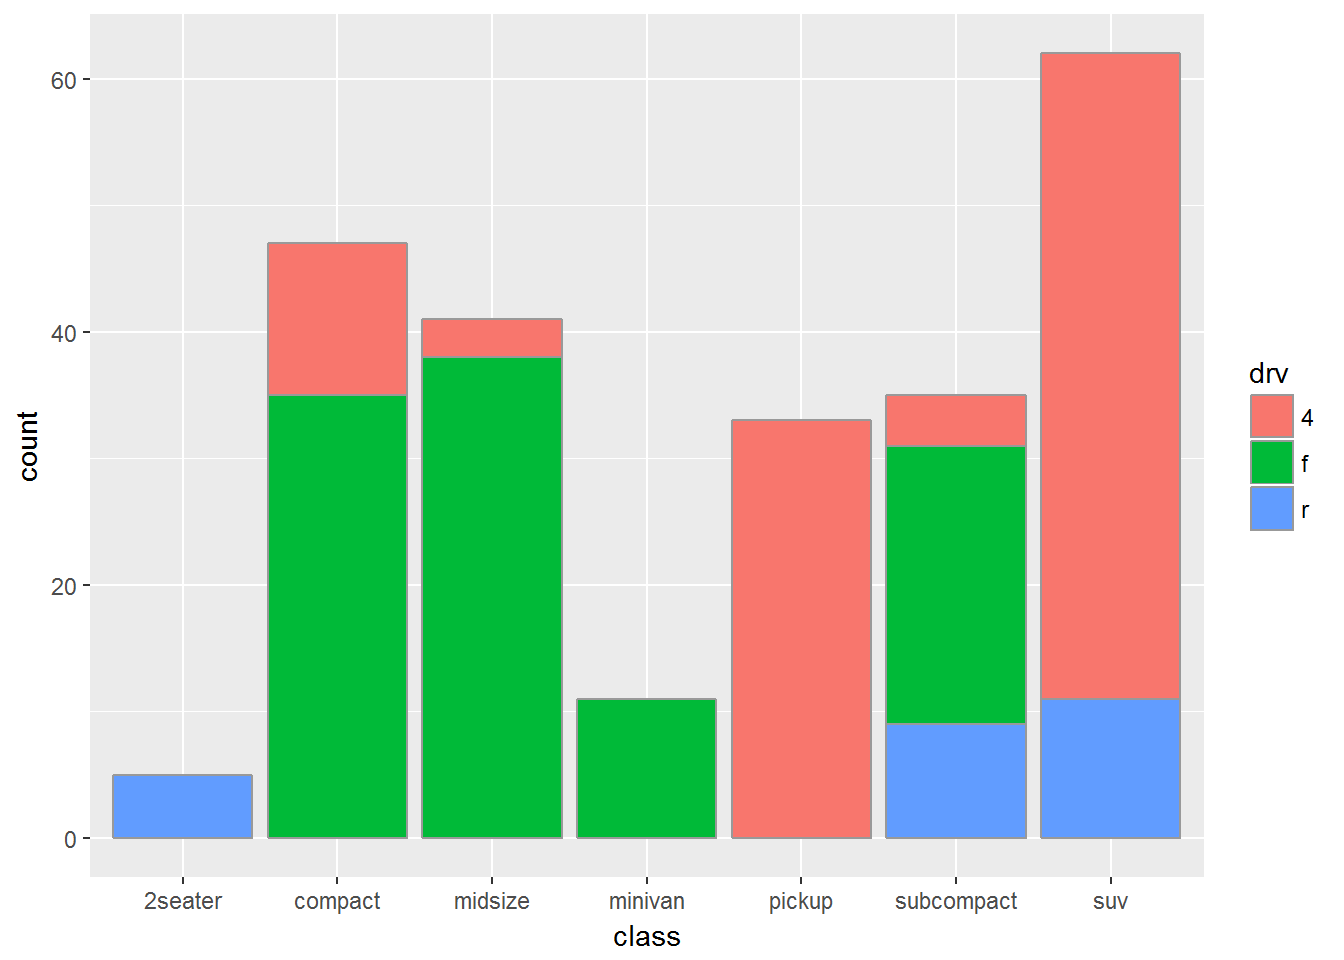 60
40
20
0
count
2seater compact midsize minivan pickup subcompact suv
class
drv
4
f
r